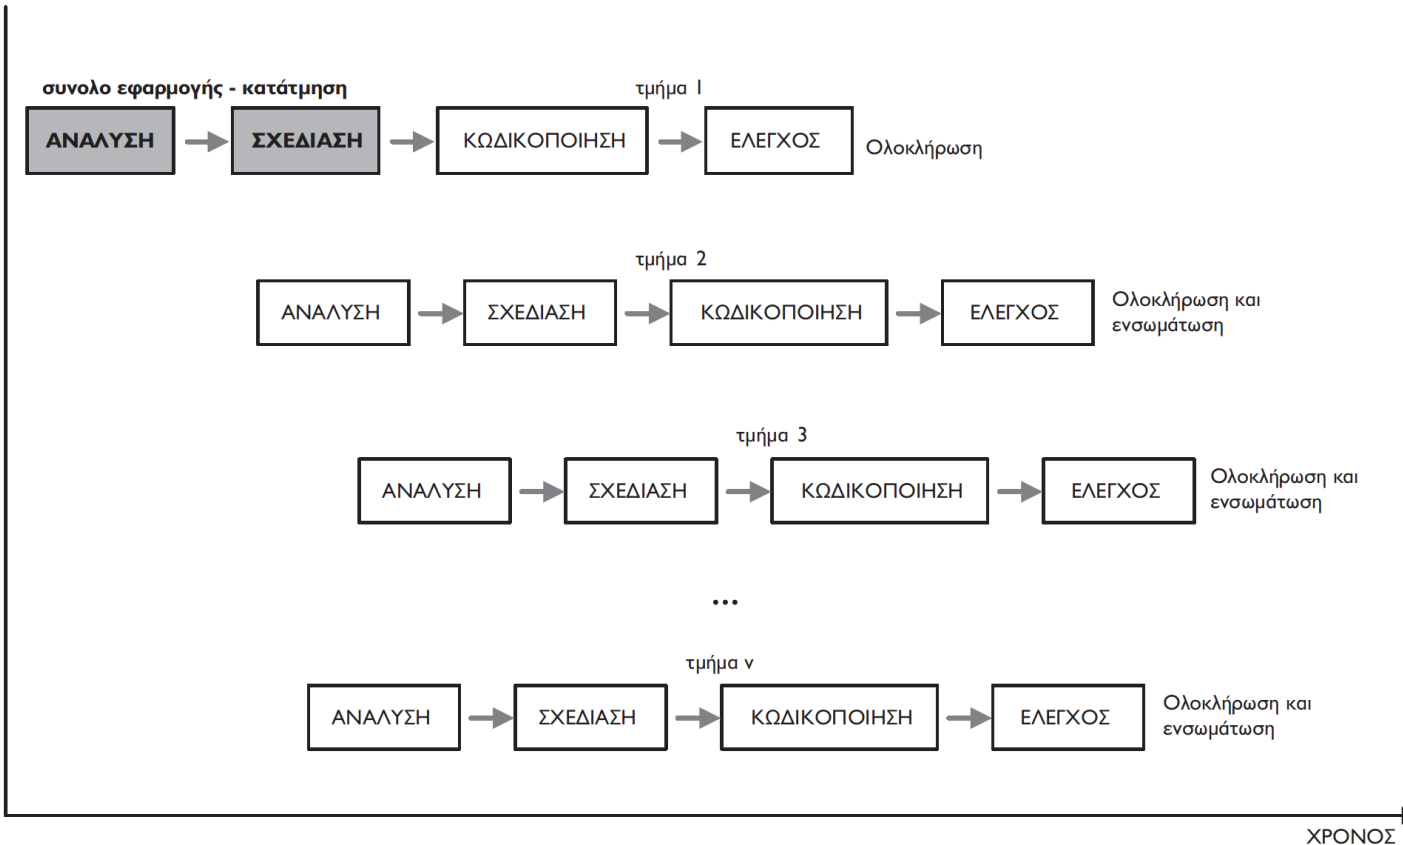 συνολο εφαρμογής - κατάτμηση
τμήμα 1
ΑΝΑΛΥΣΗ
ΣΧΕΔΙΑΣΗ
ΚΩΔΙΚΟΠΟΙΗΣΗ
ΕΛΕΓΧΟΣ
Ολοκλήρωση
τμήμα 2
ΑΝΑΛΥΣΗ
ΣΧΕΔΙΑΣΗ
ΚΩΔΙΚΟΠΟΙΗΣΗ
ΕΛΕΓΧΟΣ
Ολοκλήρωση και
ενσωμάτωση
τμήμα 3
ΑΝΑΛΥΣΗ
ΣΧΕΔΙΑΣΗ
ΚΩΔΙΚΟΠΟΙΗΣΗ
ΕΛΕΓΧΟΣ
Ολοκλήρωση και
ενσωμάτωση
...
τμήμα ν
ΑΝΑΛΥΣΗ
ΣΧΕΔΙΑΣΗ
ΚΩΔΙΚΟΠΟΙΗΣΗ
ΕΛΕΓΧΟΣ
Ολοκλήρωση και
ενσωμάτωση
ΧΡΟΝΟΣ